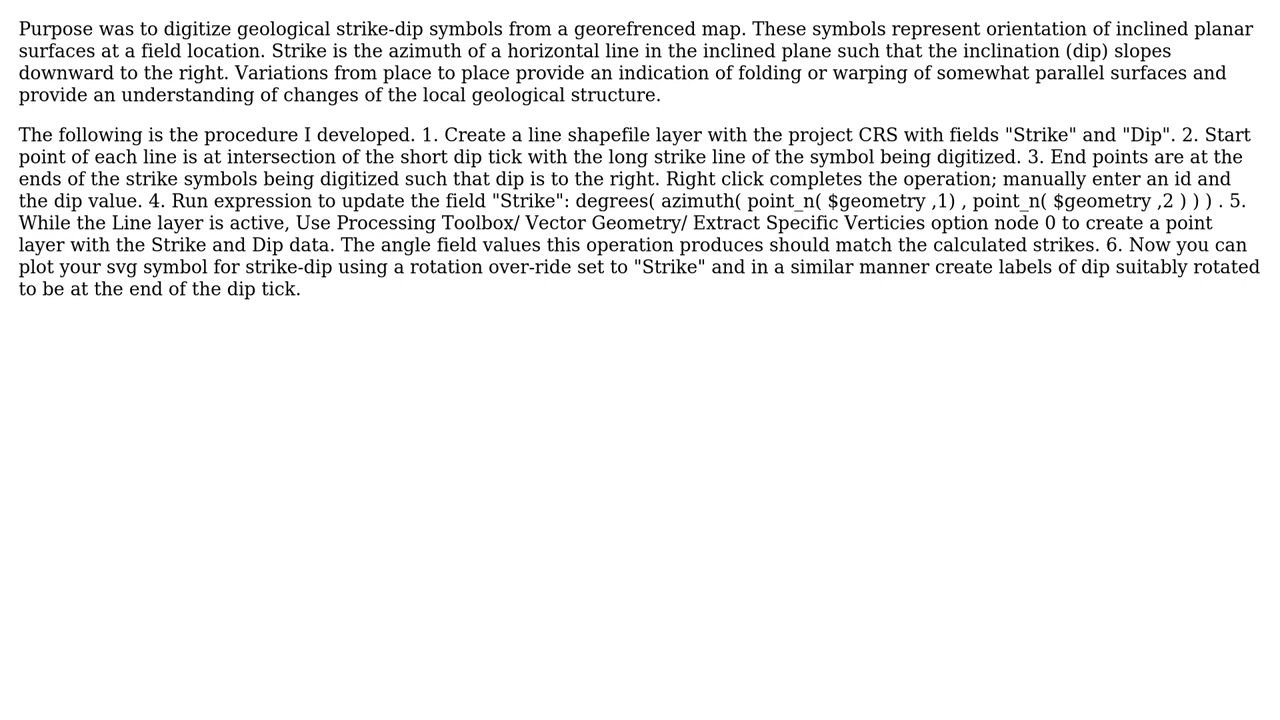 Purpose was to digitize geological strike-dip symbols from a georefrenced map. These symbols represent orientation of inclined planar
surfaces at a field location. Strike is the azimuth of a horizontal line in the inclined plane such that the inclination (dip) slopes
downward to the right. Variations from place to place provide an indication of folding or warping of somewhat parallel surfaces and
provide an understanding of changes of the local geological structure.
The following is the procedure I developed. 1. Create a line shapefile layer with the project CRS with fields "Strike" and "Dip". 2. Start
point of each line is at intersection of the short dip tick with the long strike line of the symbol being digitized. 3. End points are at the
ends of the strike symbols being digitized such that dip is to the right. Right click completes the operation; manually enter an id and
the dip value. 4. Run expression to update the field "Strike": degrees( azimuth( point_n( $geometry ,1) , point_n( $geometry ,2 ) ) ) . 5.
While the Line layer is active, Use Processing Toolbox/ Vector Geometry/ Extract Specific Verticies option node 0 to create a point
layer with the Strike and Dip data. The angle field values this operation produces should match the calculated strikes. 6. Now you can
plot your svg symbol for strike-dip using a rotation over-ride set to "Strike" and in a similar manner create labels of dip suitably rotated
to be at the end of the dip tick.